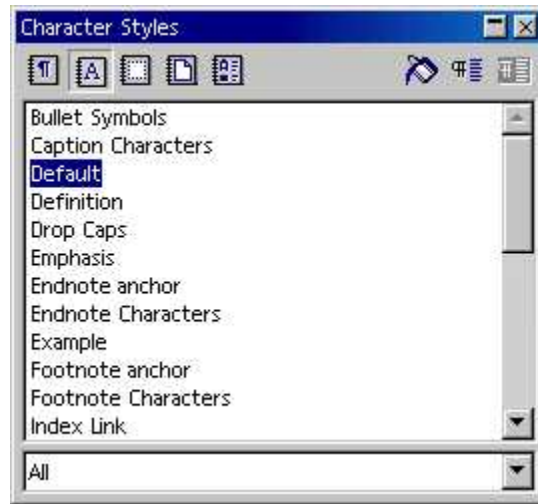 Character Styles
Bullet Symbols
Caption Characters
Default
Definition
Drop Caps
Emphasis
Endnote anchor
Endnote Characters
Example
Footnote anchor
Footnote Characters
Index Link
All